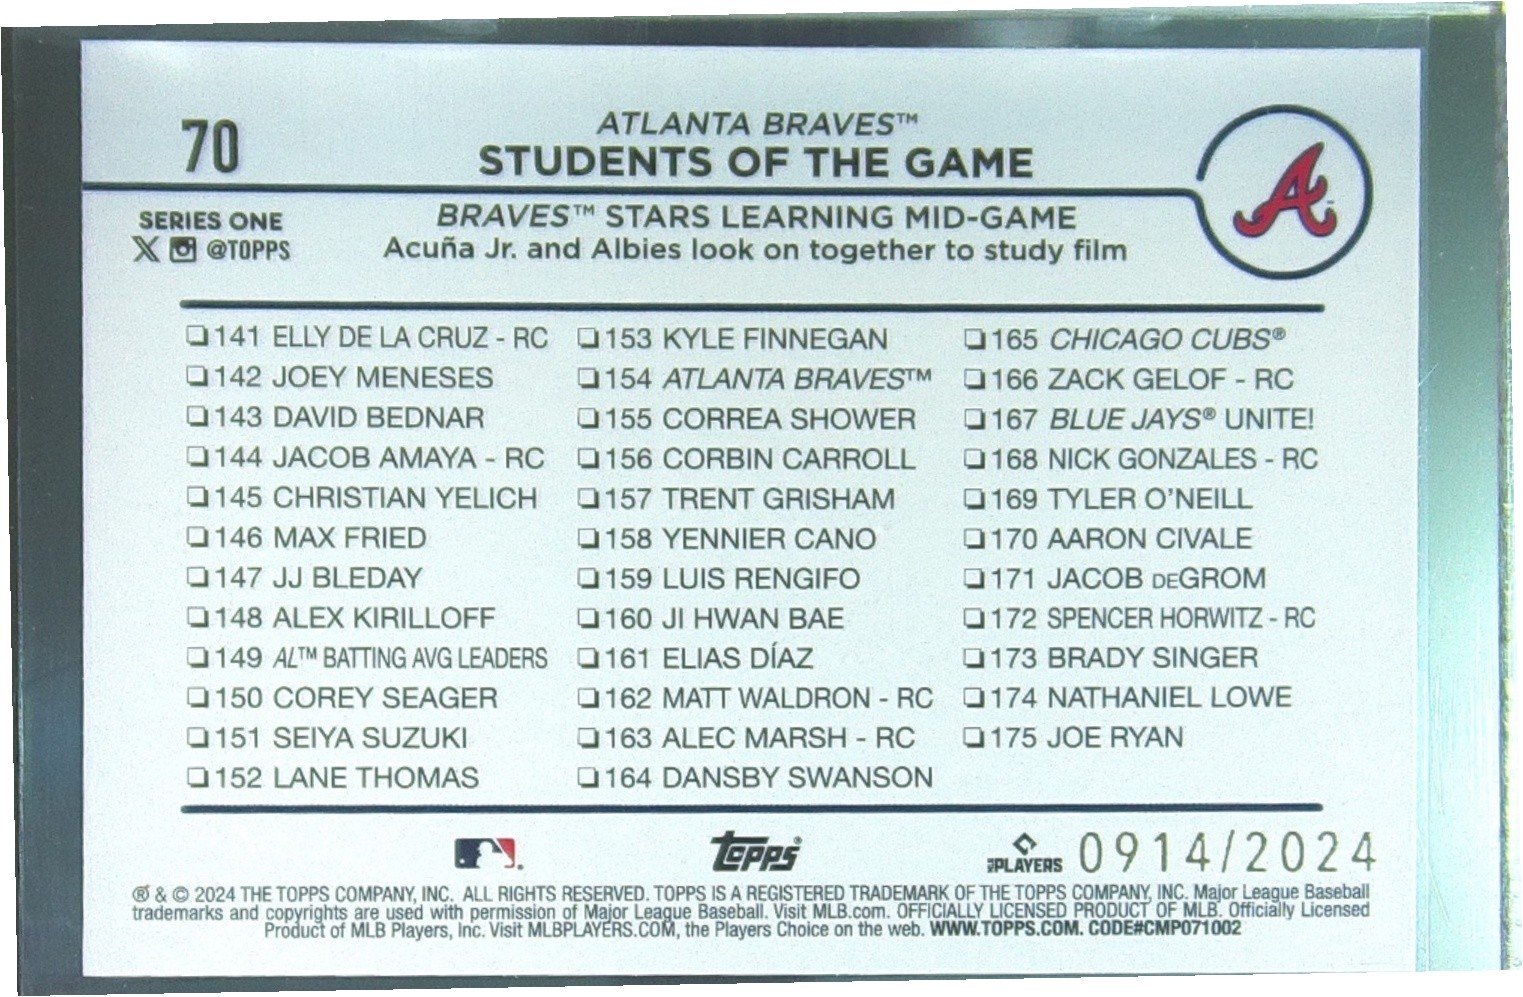 70
ATLANTA BRAVES™
STUDENTS OF THE GAME
A
SERIES ONE
@TOPPS
BRAVES™ STARS LEARNING MID-GAME
Acuña Jr. and Albies look on together to study film
❏141 ELLY DE LA CRUZ - RC
❏142 JOEY MENESES
❏143 DAVID BEDNAR
❏144 JACOB AMAYA - RC
❏145 CHRISTIAN YELICH
❏146 MAX FRIED
❏147 JJ BLEDAY
❏148 ALEX KIRILLOFF
❏149 AL™ BATTING AVG LEADERS
❏150 COREY SEAGER
❏151 SEIYA SUZUKI
❏152 LANE THOMAS
❏153 KYLE FINNEGAN
❏154 ATLANTA BRAVES™
❏155 CORREA SHOWER
❏156 CORBIN CARROLL
❏157 TRENT GRISHAM
❏158 YENNIER CANO
❏159 LUIS RENGIFO
❏160 JI HWAN BAE
❏161 ELIAS DÍAZ
❏162 MATT WALDRON - RC
❏163 ALEC MARSH - RC
❏164 DANSBY SWANSON
❏165 CHICAGO CUBS®
❏166 ZACK GELOF - RC
❏167 BLUE JAYS® UNITE!
❏168 NICK GONZALES - RC
❏169 TYLER O'NEILL
❏170 AARON CIVALE
❏171 JACOB DEGROM
❏172 SPENCER HORWITZ - RC
❏173 BRADY SINGER
❏174 NATHANIEL LOWE
❏175 JOE RYAN
Topps®
PLAYERS
0914/2024
® & © 2024 THE TOPPS COMPANY, INC. ALL RIGHTS RESERVED. TOPPS IS A REGISTERED TRADEMARK OF THE TOPPS COMPANY, INC. Major League Baseball
trademarks and copyrights are used with permission of Major League Baseball. Visit MLB.com. OFFICIALLY LICENSED PRODUCT OF MLB. Officially Licensed
Product of MLB Players, Inc. Visit MLBPLAYERS.COM, the Players Choice on the web. WWW.TOPPS.COM. CODE#CMP071002